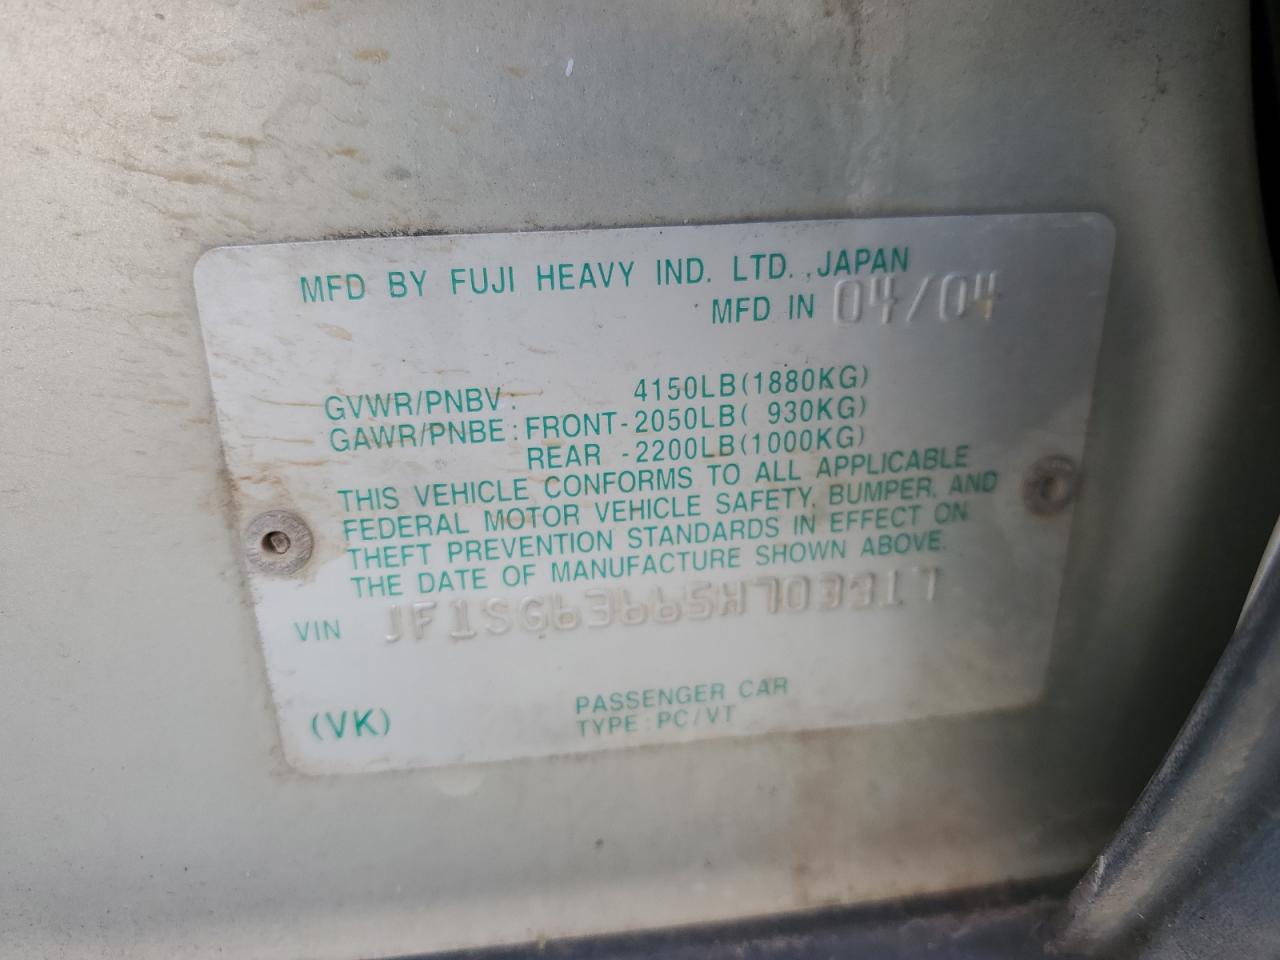 MFD BY FUJI HEAVY IND. LTD., JAPAN
MFD IN 04/04
GVWR/PNBV: 4150LB(1880KG)
GAWR/PNBE: FRONT-2050LB( 930KG)
REAR -2200LB(1000KG)
THIS VEHICLE CONFORMS TO ALL APPLICABLE
FEDERAL MOTOR VEHICLE SAFETY, BUMPER, AND
THEFT PREVENTION STANDARDS IN EFFECT ON
THE DATE OF MANUFACTURE SHOWN ABOVE.
VIN
(VK)
PASSENGER CAR
TYPE: PC/VT